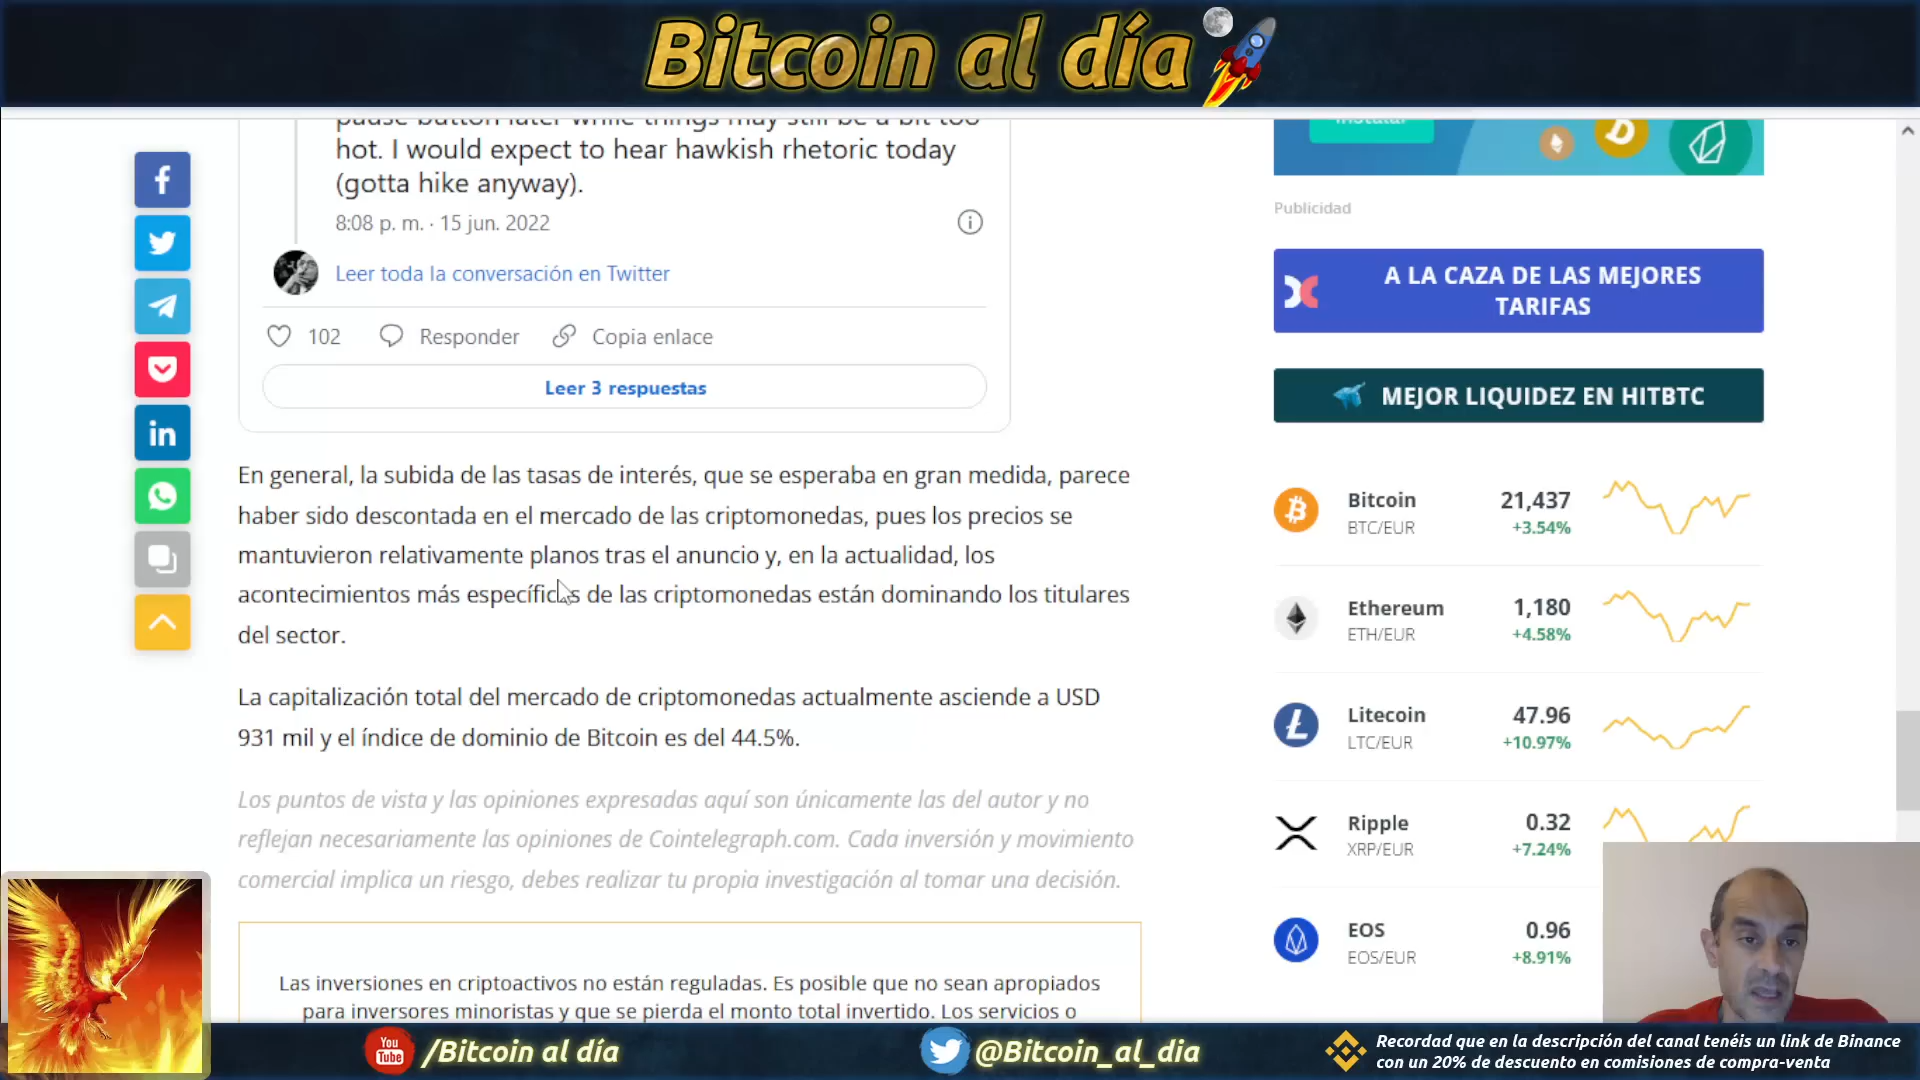 Bitcoin al día
pause button later while things may still be a bit too
hot. I would expect to hear hawkish rhetoric today
(gotta hike anyway).
8:08 p. m. · 15 jun. 2022
Leer toda la conversación en Twitter
102 Responder Copia enlace
Leer 3 respuestas
En general, la subida de las tasas de interés, que se esperaba en gran medida, parece
haber sido descontada en el mercado de las criptomonedas, pues los precios se
mantuvieron relativamente planos tras el anuncio y, en la actualidad, los
acontecimientos más específicos de las criptomonedas están dominando los titulares
del sector.
La capitalización total del mercado de criptomonedas actualmente asciende a USD
931 mil y el índice de dominio de Bitcoin es del 44.5%.
Los puntos de vista y las opiniones expresadas aquí son únicamente las del autor y no
reflejan necesariamente las opiniones de Cointelegraph.com. Cada inversión y movimiento
comercial implica un riesgo, debes realizar tu propia investigación al tomar una decisión.
Las inversiones en criptoactivos no están reguladas. Es posible que no sean apropiados
para inversores minoristas y que se pierda el monto total invertido. Los servicios o
Instalar
Publicidad
A LA CAZA DE LAS MEJORES
TARIFAS
MEJOR LIQUIDEZ EN HITBTC
Bitcoin 21,437
BTC/EUR +3.54%
Ethereum 1,180
ETH/EUR +4.58%
Litecoin 47.96
LTC/EUR +10.97%
Ripple 0.32
XRP/EUR +7.24%
EOS 0.96
EOS/EUR +8.91%
You
Tube
/Bitcoin al día
@Bitcoin_al_dia
Recordad que en la descripción del canal tenéis un link de Binance
con un 20% de descuento en comisiones de compra-venta